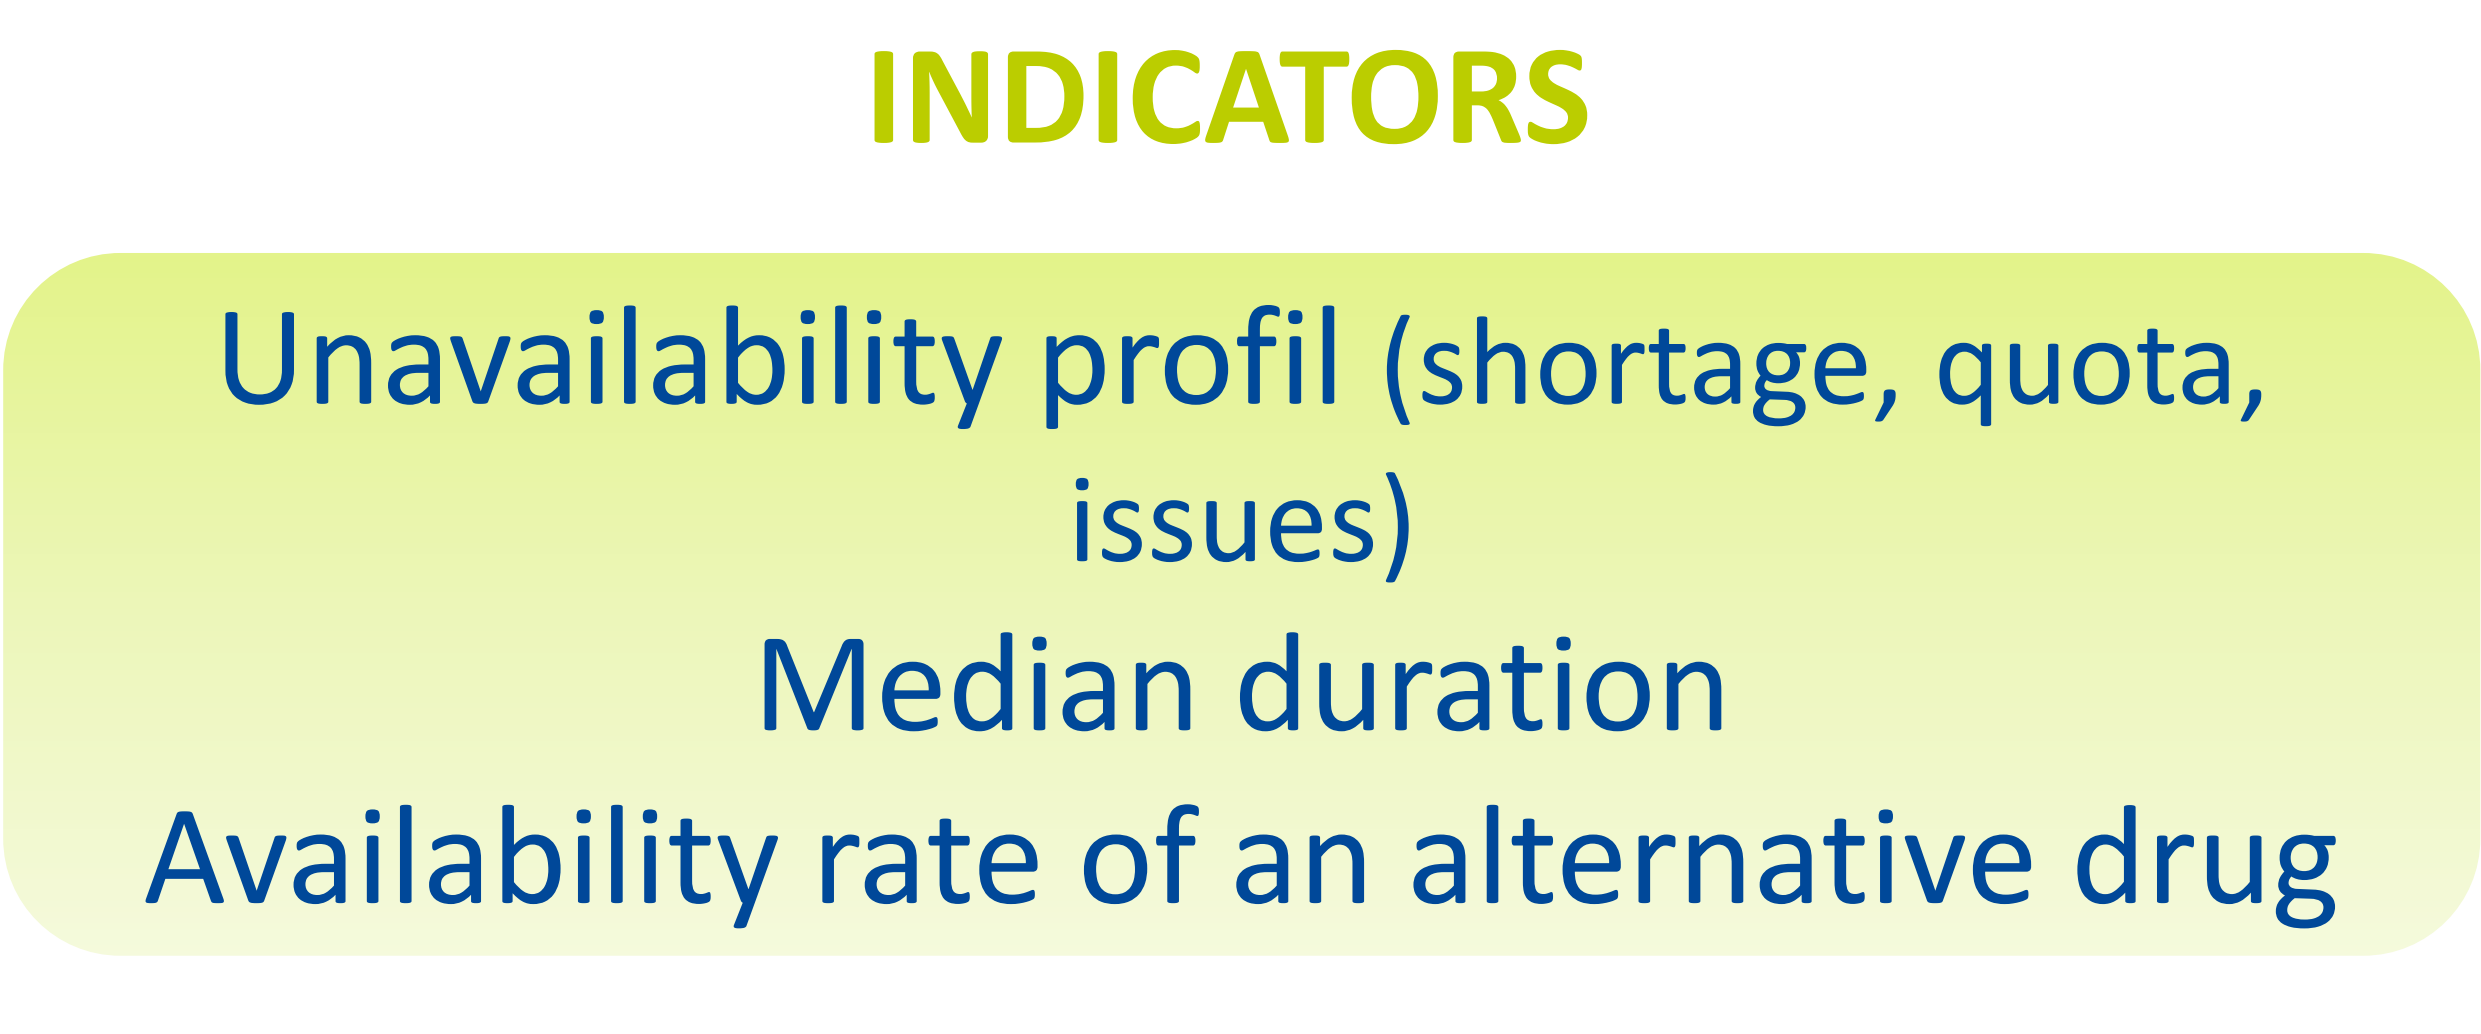 INDICATORS
Unavailability profil (shortage, quota,
issues)
Median duration
Availability rate of an alternative drug